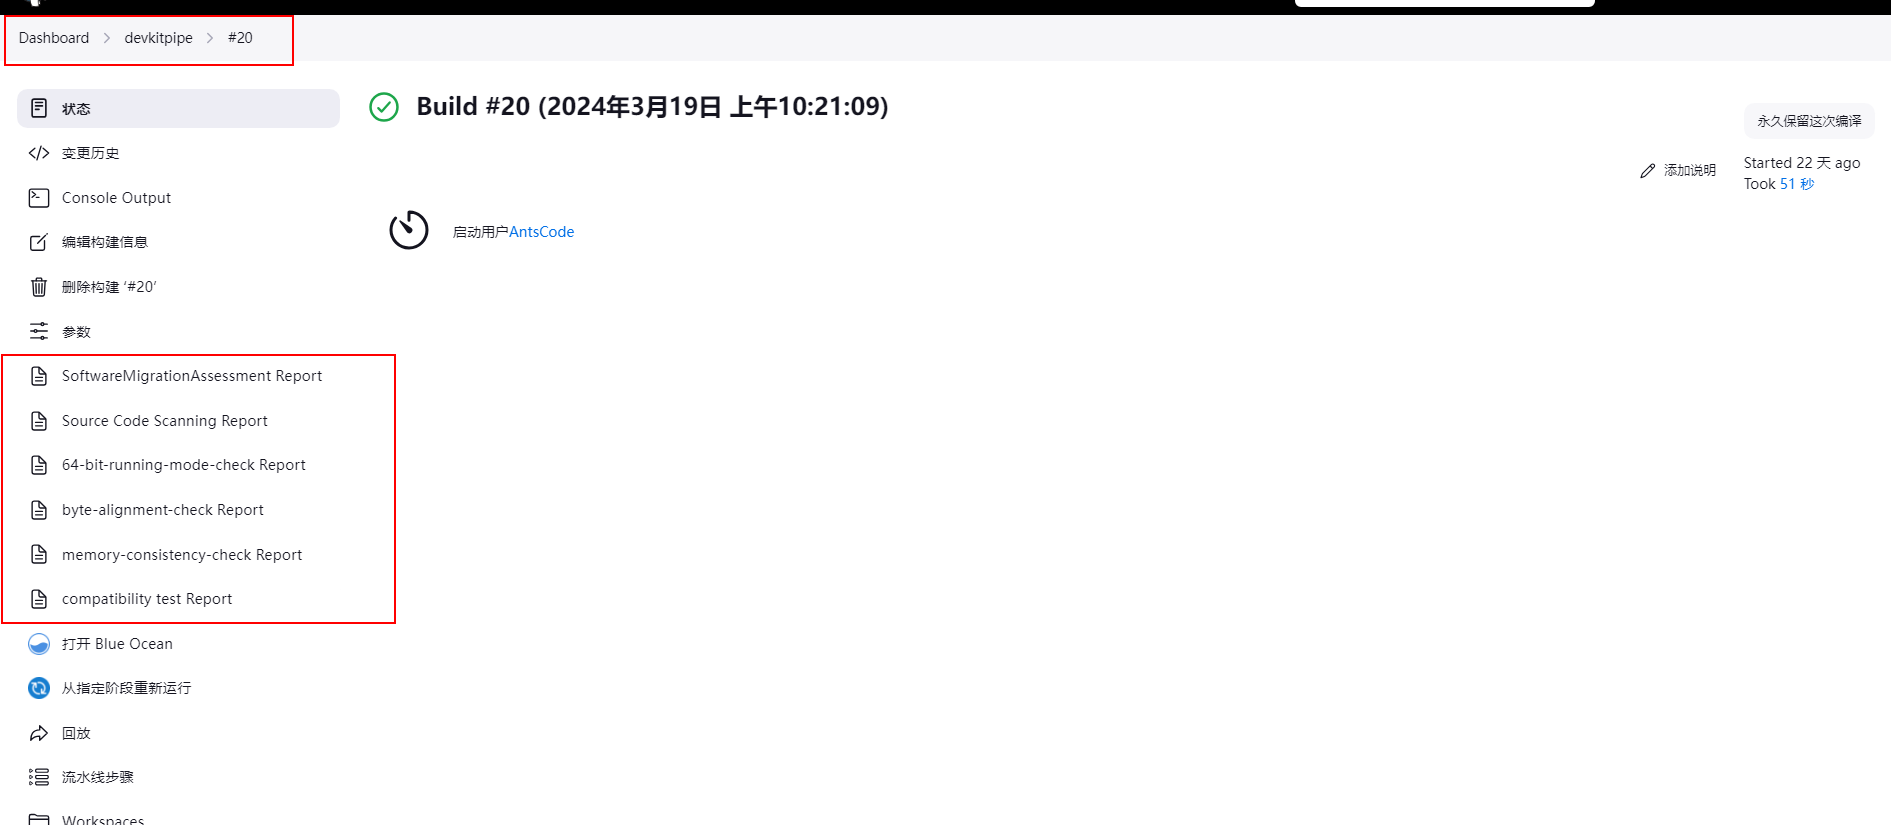 Dashboard > devkitpipe > #20
状态
变更历史
Console Output
编辑构建信息
删除构建 ‘#20’
参数
SoftwareMigrationAssessment Report
Source Code Scanning Report
64-bit-running-mode-check Report
byte-alignment-check Report
memory-consistency-check Report
compatibility test Report
打开 Blue Ocean
从指定阶段重新运行
回放
流水线步骤
Workspaces
Build #20 (2024年3月19日 上午10:21:09)
启动用户AntsCode
永久保留这次编译
添加说明
Started 22 天 ago
Took 51 秒